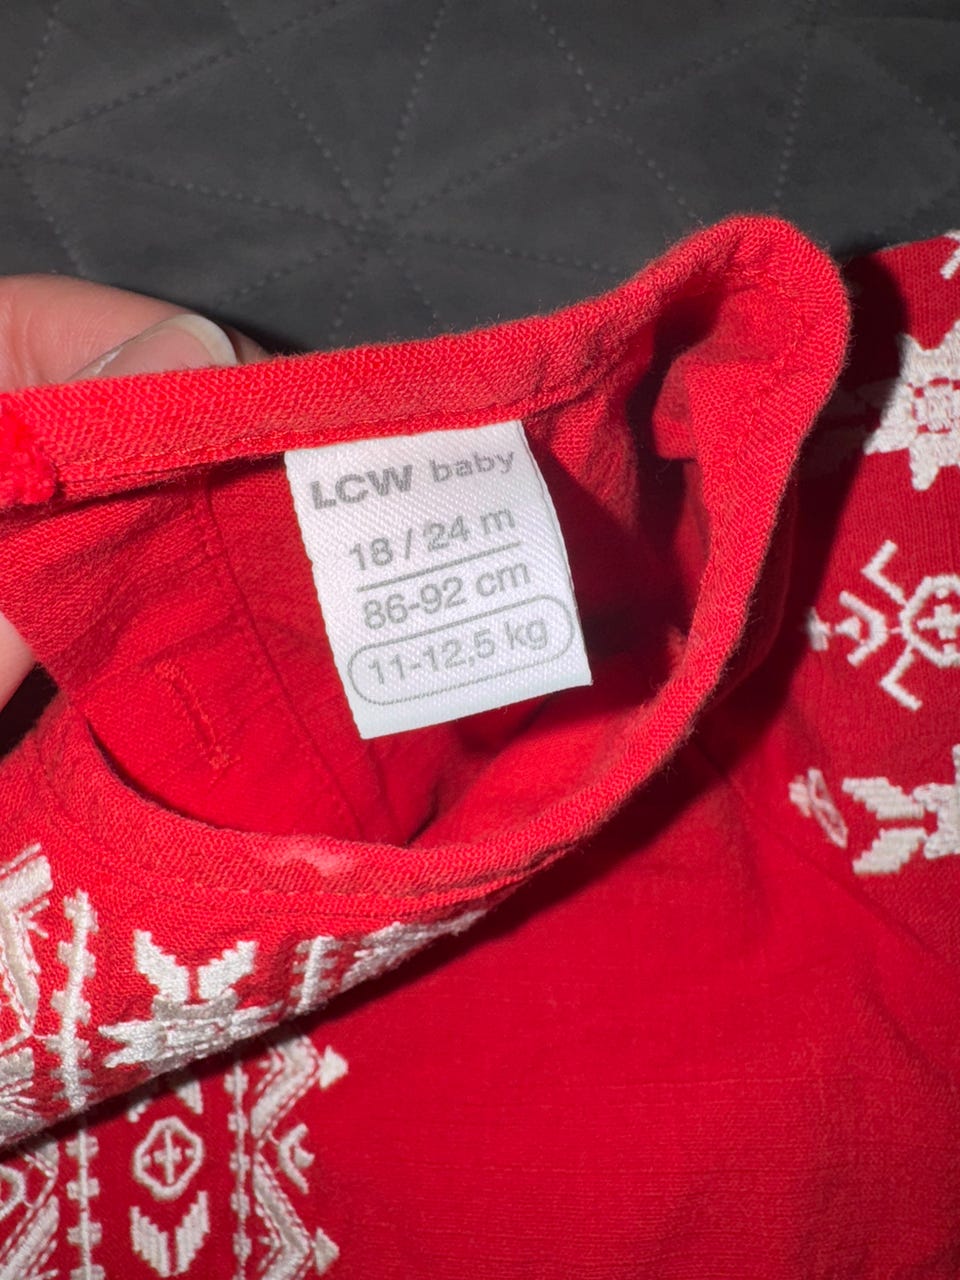 LCW baby
18 / 24 m
86-92 cm
11-12,5 kg